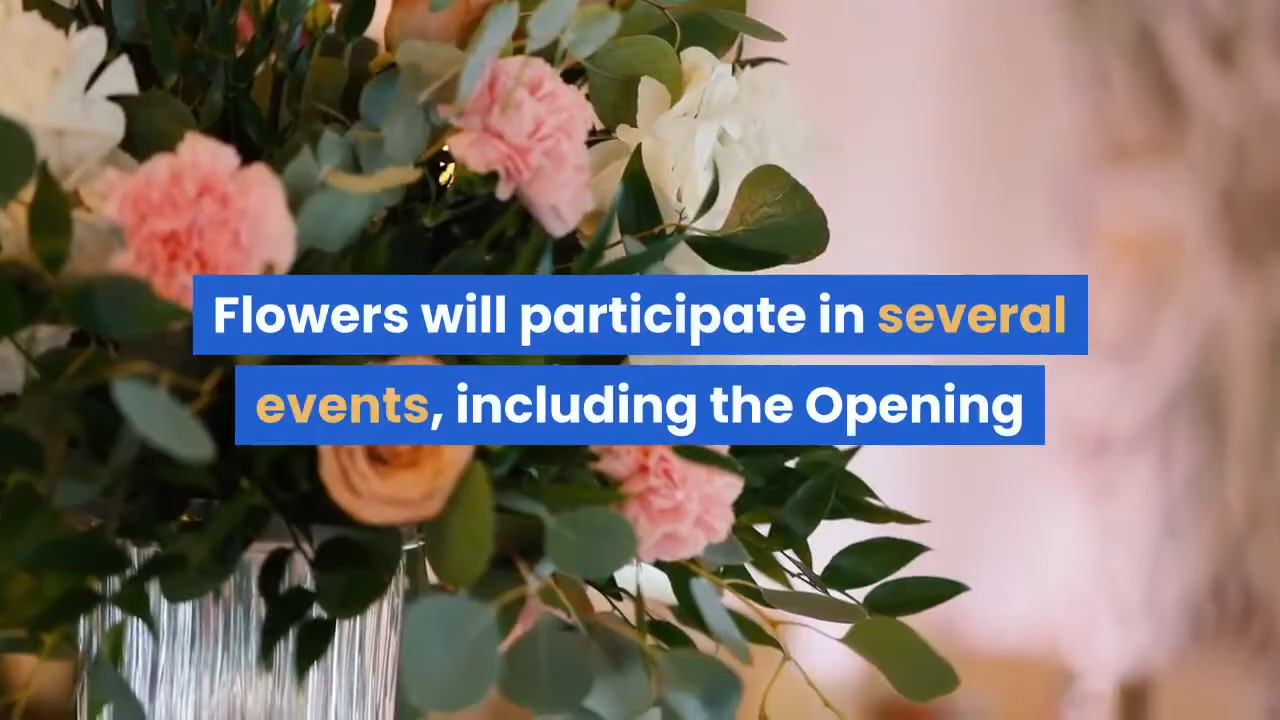 Flowers will participate in several
events, including the Opening